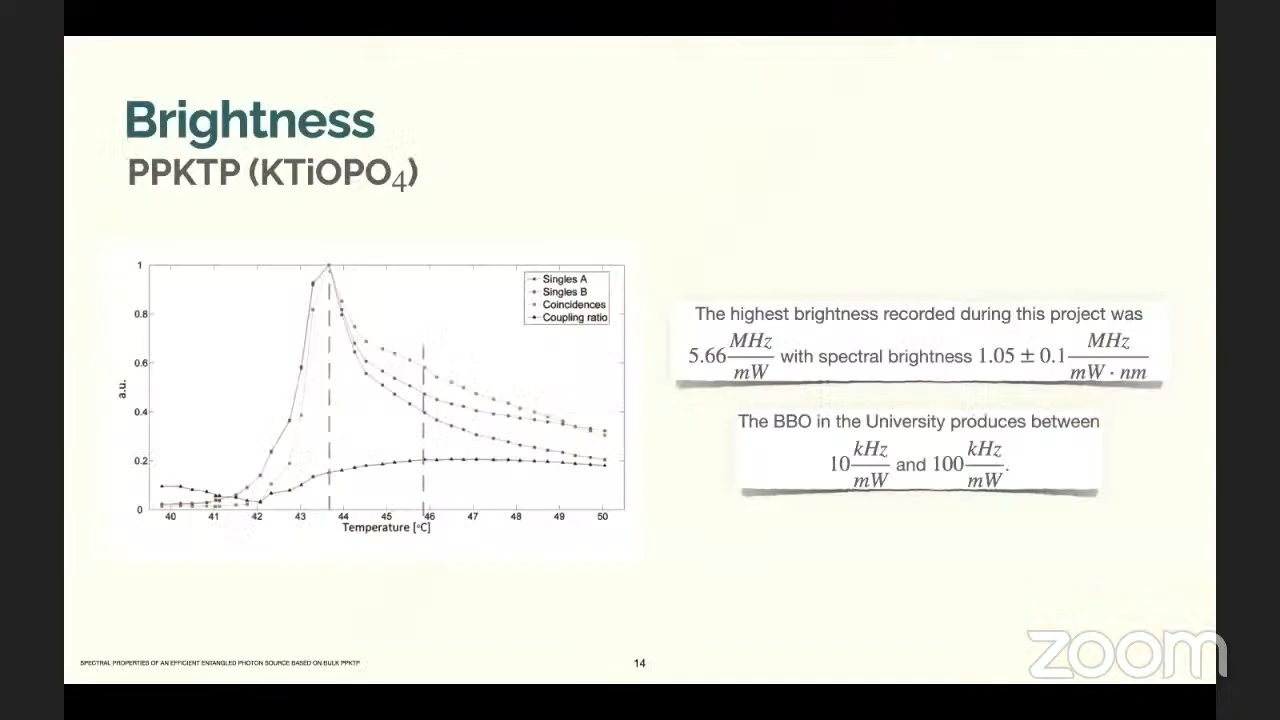 Brightness
PPKTP (KTiOPO4)
1
0.8
0.6
0.4
0.2
0
a.u.
40 41 42 43 44 45 46 47 48 49 50
Temperature [°C]
Singles A
Singles B
Coincidences
Coupling ratio
The highest brightness recorded during this project was
5.66 MHz/mW with spectral brightness 1.05 ± 0.1 MHz/mW · nm
The BBO in the University produces between
10 kHz/mW and 100 kHz/mW.
SPECTRAL PROPERTIES OF AN EFFICIENT ENTANGLED PHOTON SOURCE BASED ON BULK PPKTP
14
zoom